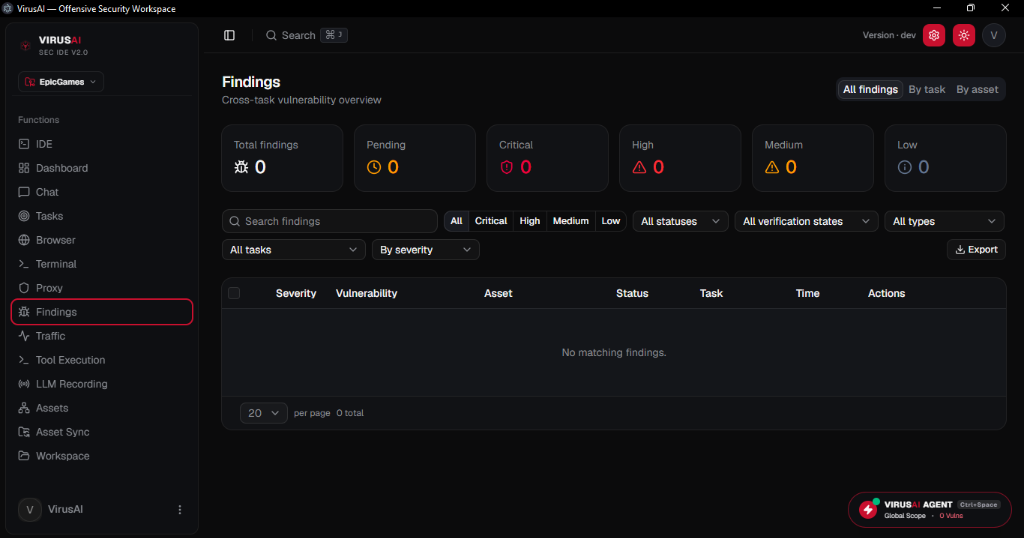 VirusAI — Offensive Security Workspace
VIRUSAI
SEC IDE V2.0
EpicGames
Functions
IDE
Dashboard
Chat
Tasks
Browser
Terminal
Proxy
Findings
Traffic
Tool Execution
LLM Recording
Assets
Asset Sync
Workspace
V VirusAI
Search ⌘ J
Version · dev
V
Findings
Cross-task vulnerability overview
All findings By task By asset
Total findings
0
Pending
0
Critical
0
High
0
Medium
0
Low
0
Search findings All Critical High Medium Low All statuses All verification states All types
All tasks By severity Export
Severity Vulnerability Asset Status Task Time Actions
No matching findings.
20 per page 0 total
VIRUSAI AGENT Ctrl+Space
Global Scope • 0 Vulns